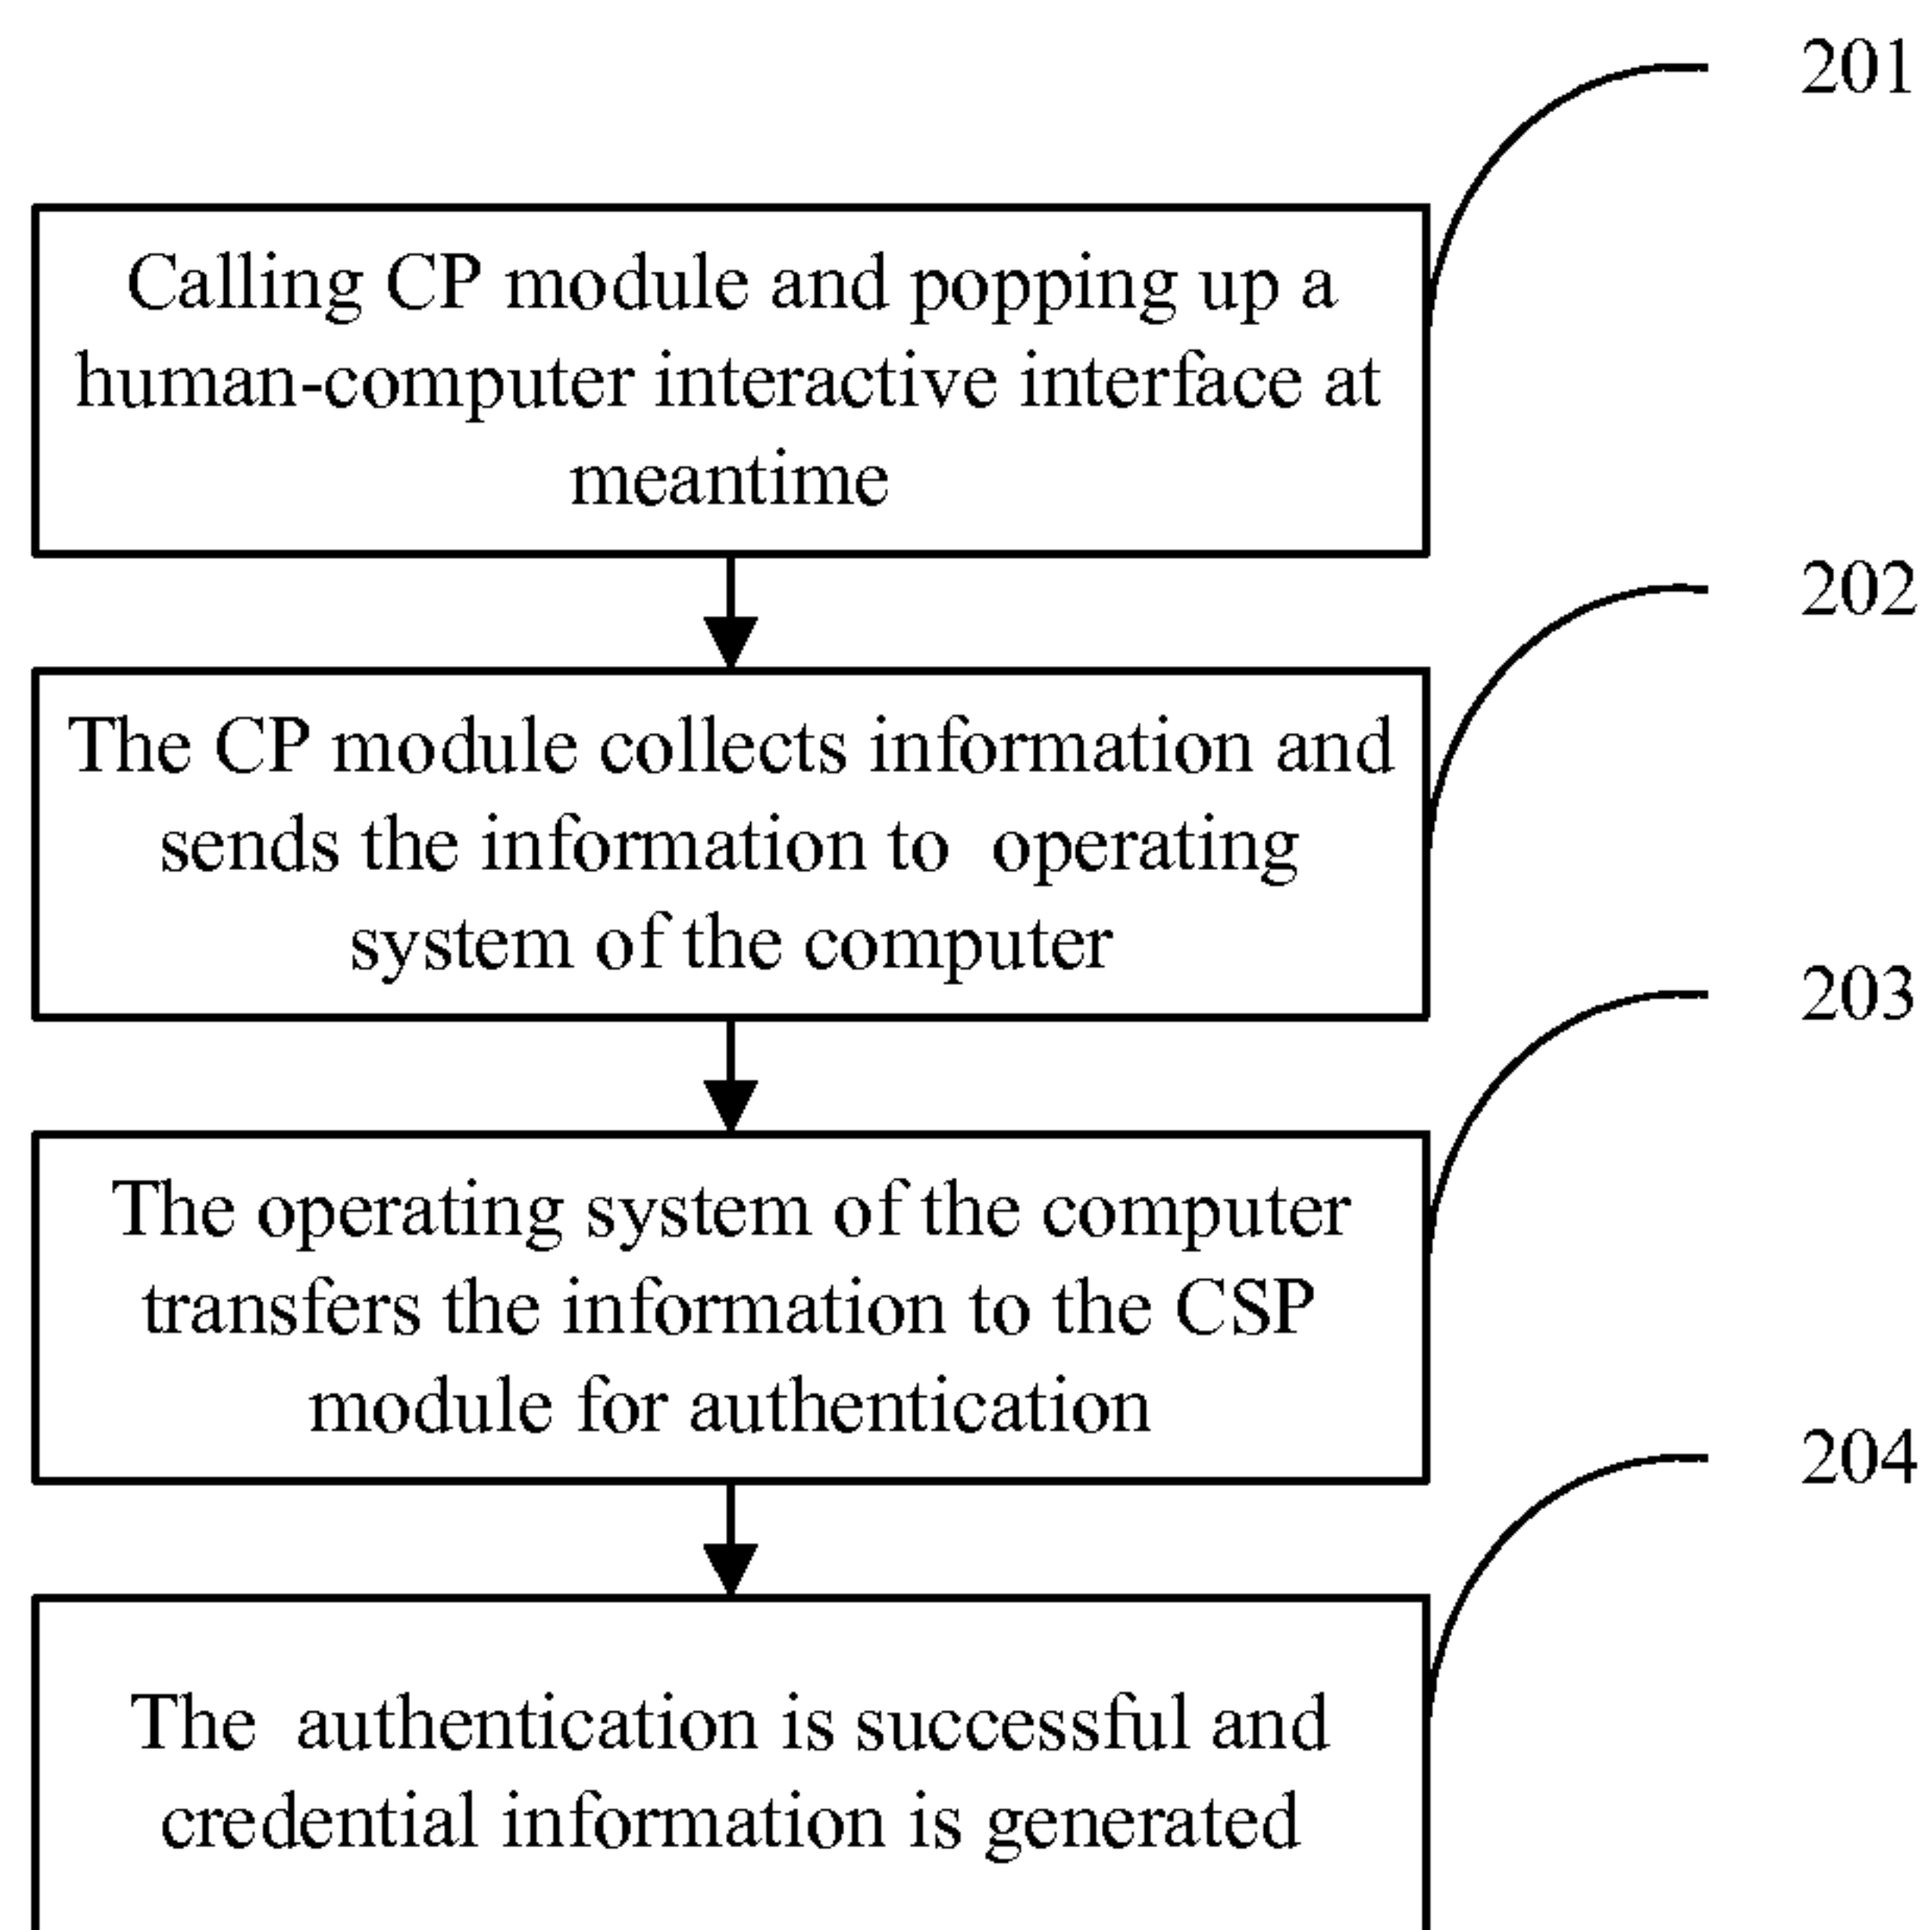 201
Calling CP module and popping up a
human-computer interactive interface at
meantime
202
The CP module collects information and
sends the information to operating
system of the computer
203
The operating system of the computer
transfers the information to the CSP
module for authentication
204
The authentication is successful and
credential information is generated